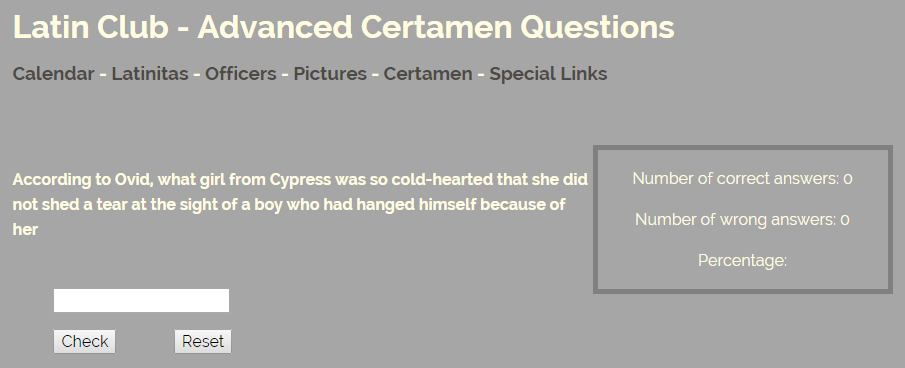 Latin Club - Advanced Certamen Questions
Calendar - Latinitas - Officers - Pictures - Certamen - Special Links
According to Ovid, what girl from Cypress was so cold-hearted that she did
not shed a tear at the sight of a boy who had hanged himself because of
her
Number of correct answers: 0
Number of wrong answers: 0
Percentage:
Check
Reset